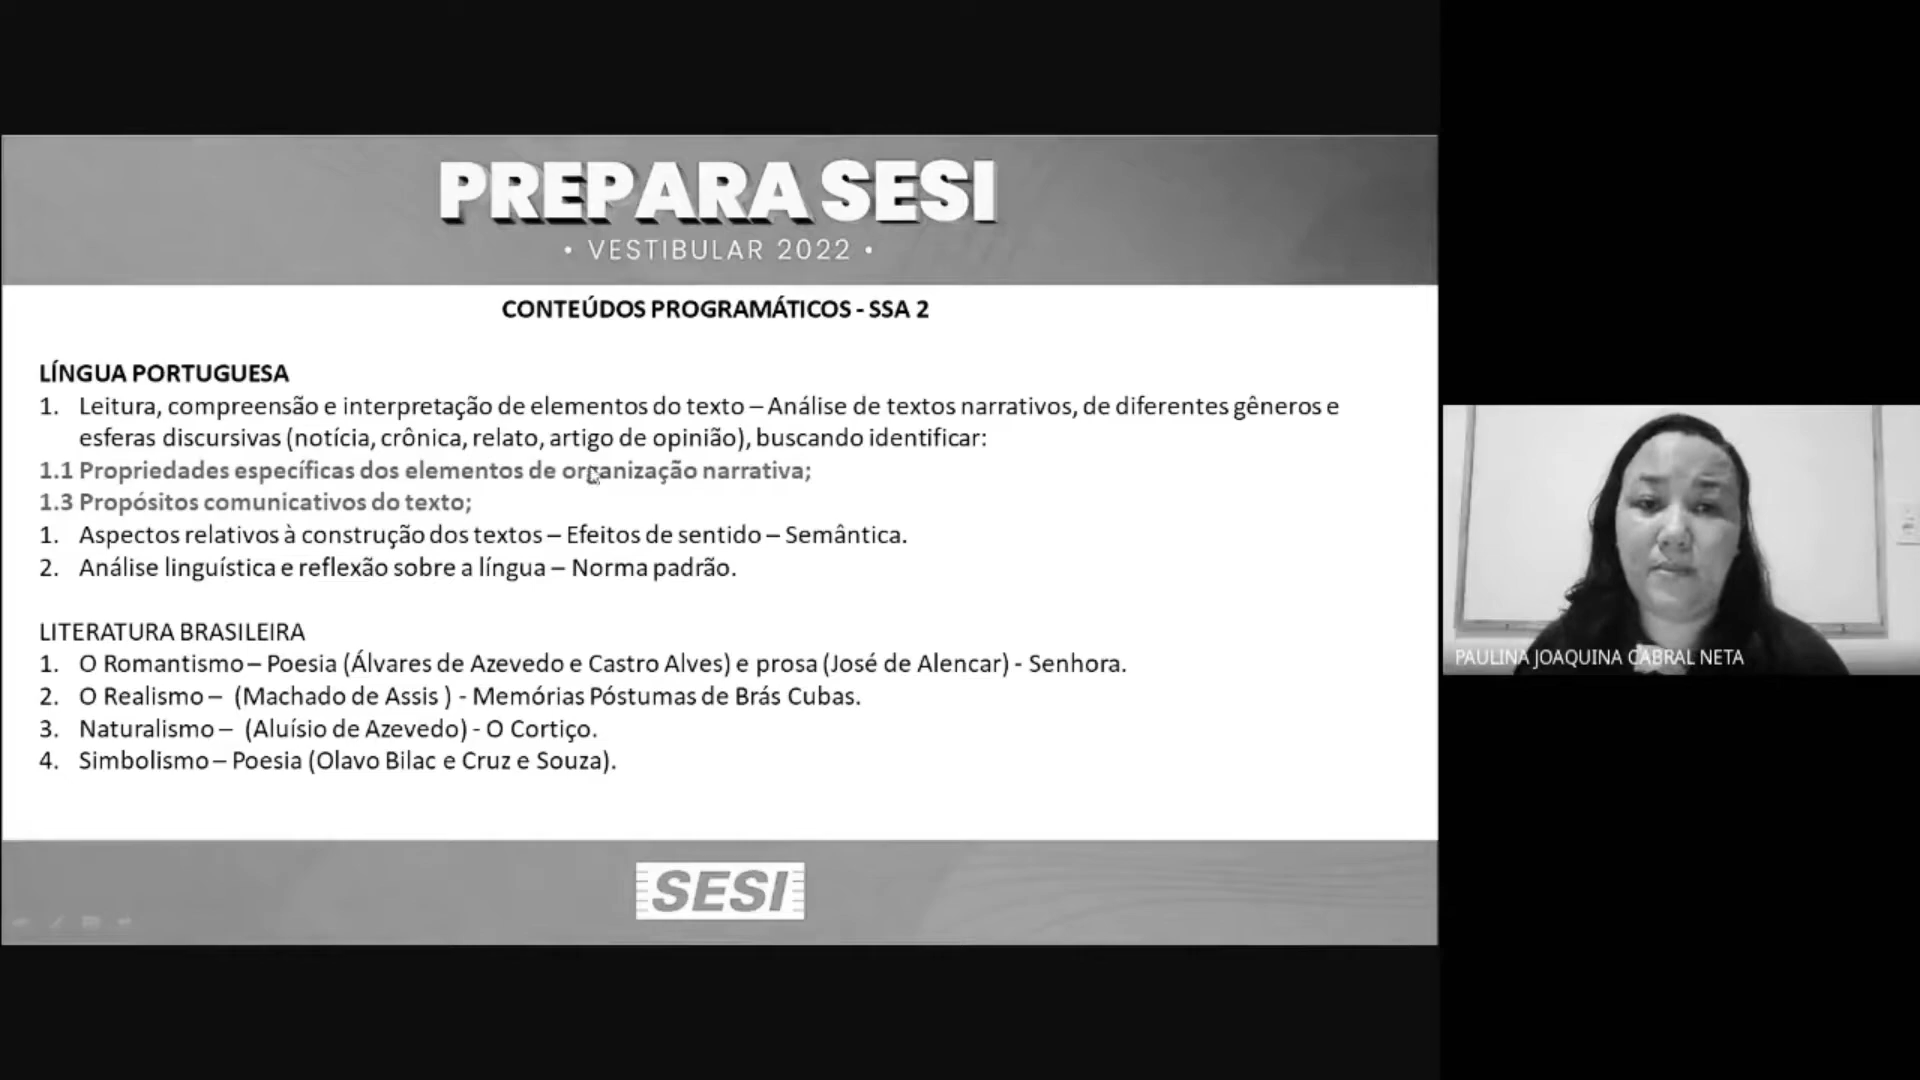 PREPARA SESI
• VESTIBULAR 2022 •
CONTEÚDOS PROGRAMÁTICOS - SSA 2
LÍNGUA PORTUGUESA
1. Leitura, compreensão e interpretação de elementos do texto – Análise de textos narrativos, de diferentes gêneros e
esferas discursivas (notícia, crônica, relato, artigo de opinião), buscando identificar:
1.1 Propriedades específicas dos elementos de organização narrativa;
1.3 Propósitos comunicativos do texto;
1. Aspectos relativos à construção dos textos – Efeitos de sentido – Semântica.
2. Análise linguística e reflexão sobre a língua – Norma padrão.
LITERATURA BRASILEIRA
1. O Romantismo – Poesia (Álvares de Azevedo e Castro Alves) e prosa (José de Alencar) - Senhora.
2. O Realismo – (Machado de Assis ) - Memórias Póstumas de Brás Cubas.
3. Naturalismo – (Aluísio de Azevedo) - O Cortiço.
4. Simbolismo – Poesia (Olavo Bilac e Cruz e Souza).
SESI
PAULINA JOAQUINA CABRAL NETA